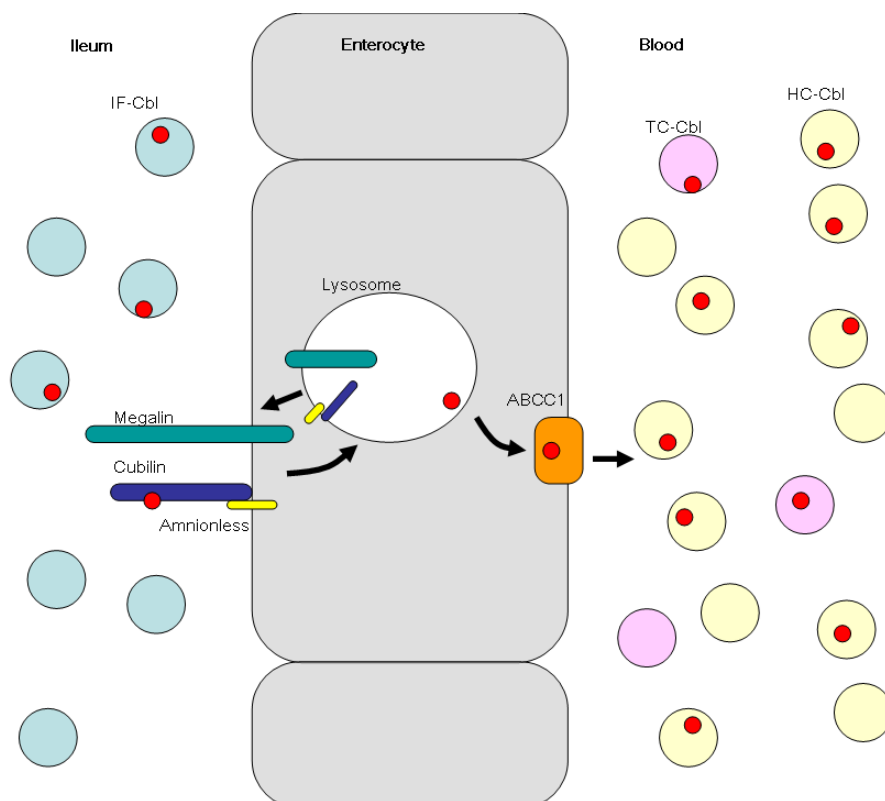 Ileum
Enterocyte
Blood
IF-Cbl
TC-Cbl
HC-Cbl
Lysosome
ABCC1
Megalin
Cubilin
Amnionless